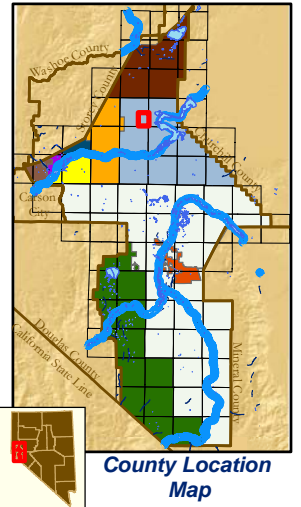 Washoe County
Storey County
Churchill County
Carson
City
Douglas County
California State Line
Mineral County
County Location
Map